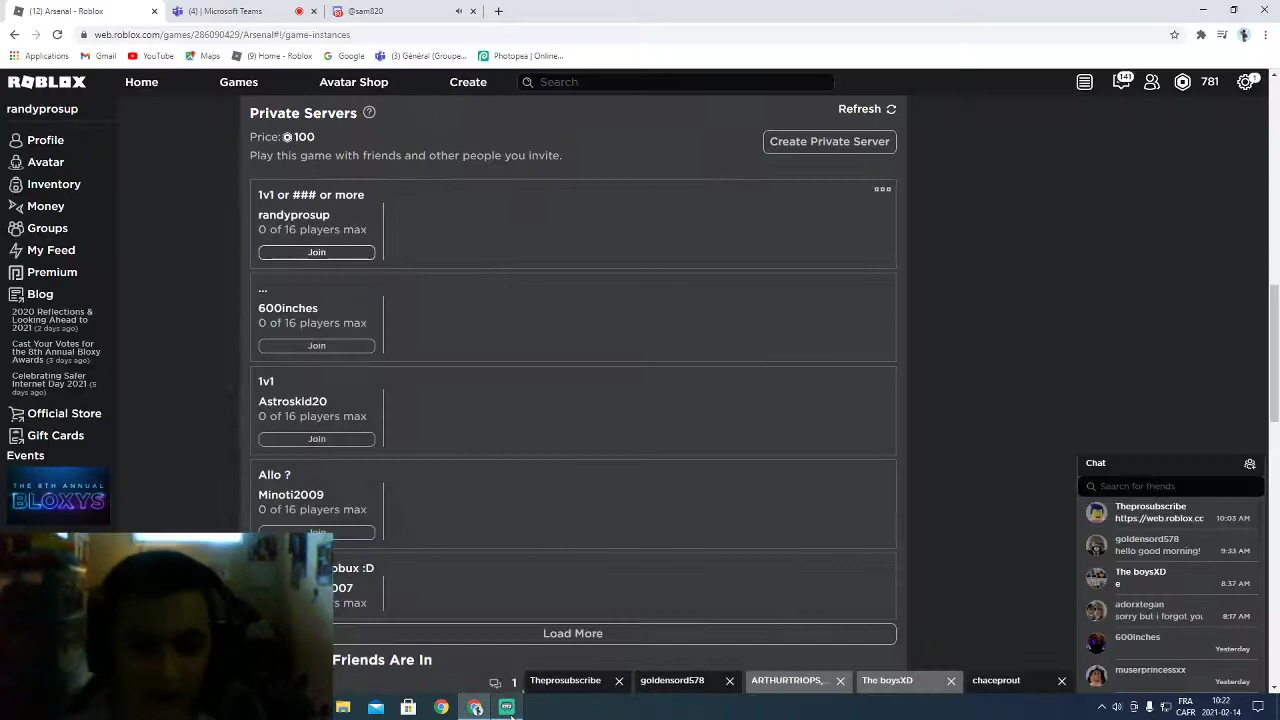 (12) Arsenal - Roblox
(4) | Microsoft Teams
@sam820
web.roblox.com/games/286090429/Arsenal#!/game-instances
Applications
Gmail
YouTube
Maps
(9) Home - Roblox
Google
(3) Général (Groupe...
Photopea | Online...
ROBLOX
Home
Games
Avatar Shop
Create
Search
141
781
1
randyprosup
Profile
Avatar
Inventory
Money
Groups
My Feed
Premium
Blog
2020 Reflections &
Looking Ahead to
2021 (2 days ago)
Cast Your Votes for
the 8th Annual Bloxy
Awards (3 days ago)
Celebrating Safer
Internet Day 2021 (5
days ago)
Official Store
Gift Cards
Events
THE 8TH ANNUAL
BLOXYS
Private Servers
Refresh
Price: 100
Create Private Server
Play this game with friends and other people you invite.
1v1 or ### or more
randyprosup
0 of 16 players max
Join
...
600inches
0 of 16 players max
Join
1v1
Astroskid20
0 of 16 players max
Join
Allo ?
Minoti2009
0 of 16 players max
Join
obux :D
007
s max
Load More
Friends Are In
Chat
Search for friends
Theprosubscribe
https://web.roblox.cc 10:03 AM
goldensord578
hello good morning! 9:33 AM
The boysXD
e 8:37 AM
adorxtegan
sorry but i forgot you 8:17 AM
600inches
Yesterday
muserprincessxx
Yesterday
1
Theprosubscribe
goldensord578
ARTHURTRIOPS,...
The boysXD
chaceprout
FRA
CAFR
10:22
2021-02-14